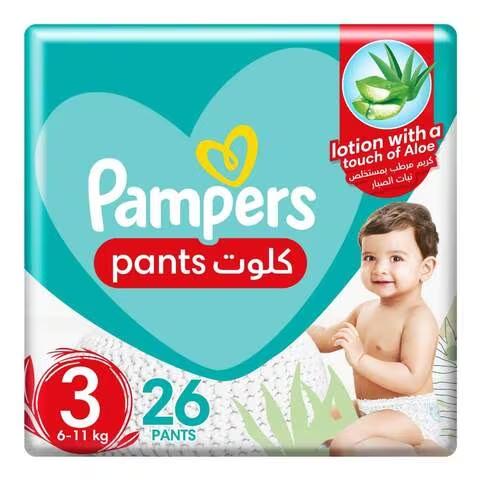 lotion with a
touch of Aloe
كريم مرطب بمستخلص
نبات الصبار
Pampers
pants كلوت
3
6-11 kg
26
PANTS